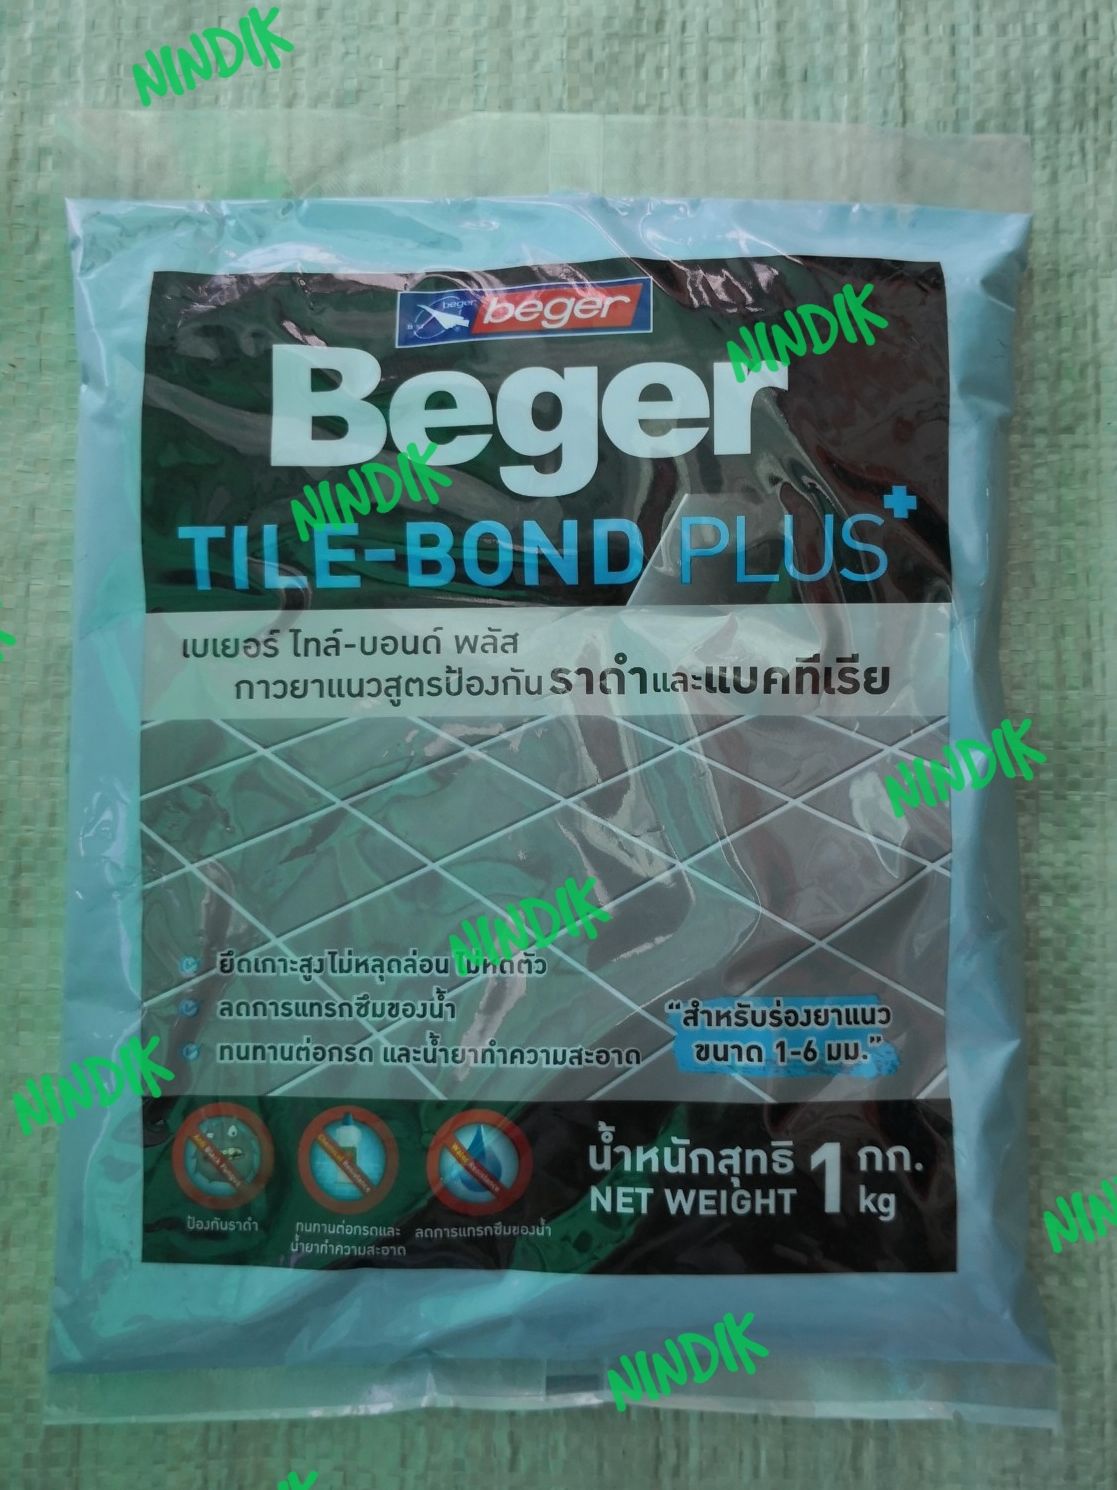 NINDIK
beger
beger
Beger
NINDIK
NINDIK
TILE-BOND PLUS+
เบเยอร์ ไทล์-บอนด์ พลัส
กาวยาแนวสูตรป้องกันราดำและแบคทีเรีย
NINDIK
NINDIK
ยึดเกาะสูงไม่หลุดล่อน ไม่หดตัว
ลดการแทรกซึมของน้ำ
ทนทานต่อกรด และน้ำยาทำความสะอาด
“สำหรับร่องยาแนว
ขนาด 1-6 มม.”
NINDIK
Anti Black Fungus
Chemical Resistance
Water Resistance
ป้องกันราดำ
ทนทานต่อกรดและ
น้ำยาทำความสะอาด
ลดการแทรกซึมของน้ำ
น้ำหนักสุทธิ 1 กก.
NET WEIGHT kg
NINDIK